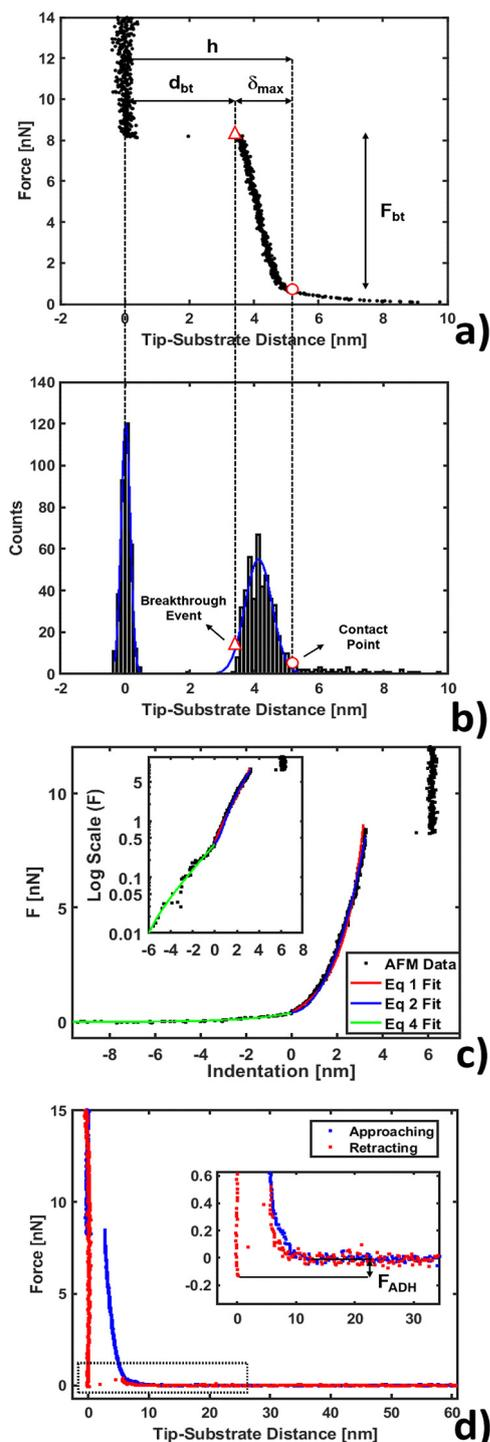 14
12
10
8
6
4
2
0
Force [nN]
h
d_bt
δ_max
F_bt
-2 0 2 4 6 8 10
Tip-Substrate Distance [nm]
a)
140
120
100
80
60
40
20
0
Counts
Breakthrough
Event
Contact
Point
-2 0 2 4 6 8 10
Tip-Substrate Distance [nm]
b)
10
5
0
F [nN]
5
1
0.5
0.1
0.05
0.01
Log Scale (F)
-6 -4 -2 0 2 4 6 8
AFM Data
Eq 1 Fit
Eq 2 Fit
Eq 4 Fit
-8 -6 -4 -2 0 2 4 6
Indentation [nm]
c)
15
10
5
0
Force [nN]
Approaching
Retracting
0.6
0.4
0.2
0
-0.2
F_ADH
0 10 20 30
0 10 20 30 40 50 60
Tip-Substrate Distance [nm]
d)